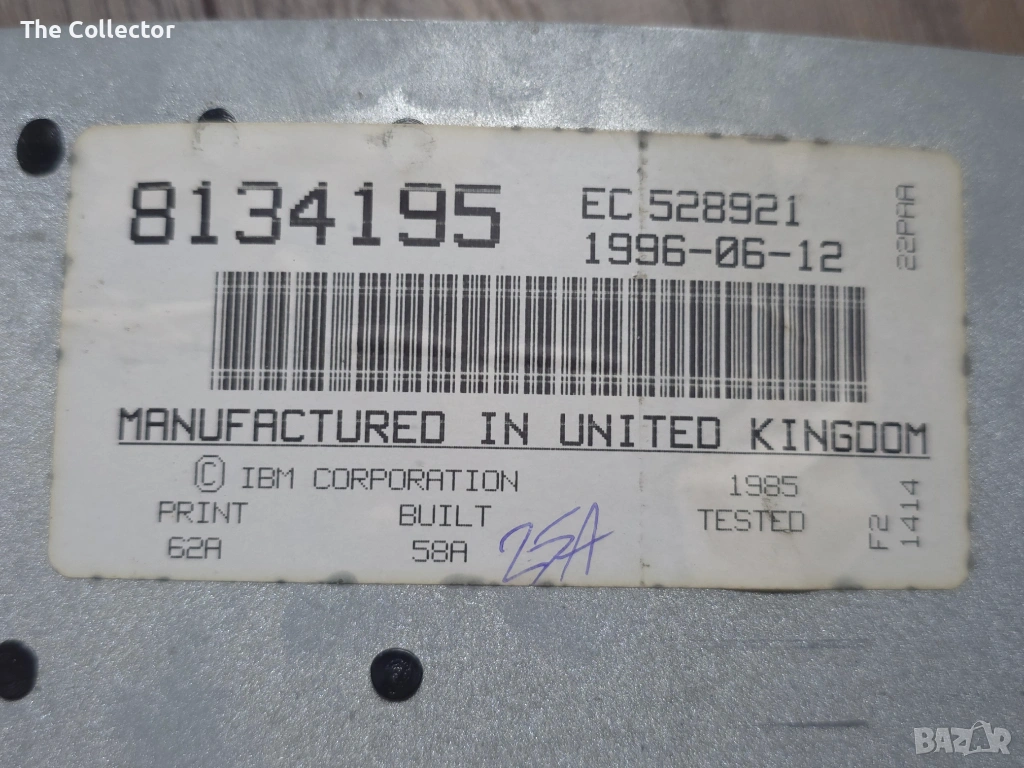 The Collector
8134195
EC 528921
1996-06-12
22PAA
MANUFACTURED IN UNITED KINGDOM
© IBM CORPORATION 1985
PRINT BUILT TESTED
62A 58A 25A
F2
1414
BAZAR